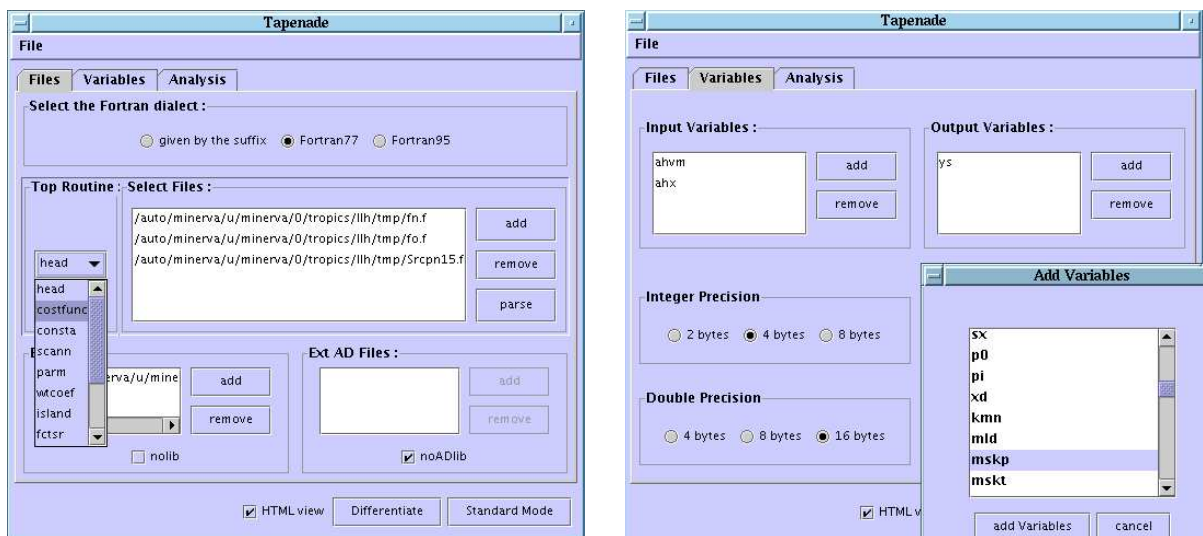 Tapenade
File
Files Variables Analysis
Select the Fortran dialect :
given by the suffix Fortran77 Fortran95
Top Routine : Select Files :
/auto/minerva/u/minerva/0/tropics/llh/tmp/fn.f
/auto/minerva/u/minerva/0/tropics/llh/tmp/fo.f
/auto/minerva/u/minerva/0/tropics/llh/tmp/Srcpn15.f
add
remove
parse
head
head
costfunc
consta
scann
parm
wtcoef
island
fctsr
erva/u/mine
add
remove
nolib
Ext AD Files :
add
remove
noADlib
HTML view Differentiate Standard Mode
Tapenade
File
Files Variables Analysis
Input Variables :
ahvm
ahx
add
remove
Output Variables :
ys
add
remove
Integer Precision
2 bytes 4 bytes 8 bytes
Double Precision
4 bytes 8 bytes 16 bytes
HTML v
Add Variables
sx
p0
pi
xd
kmn
mld
mskp
mskt
add Variables cancel